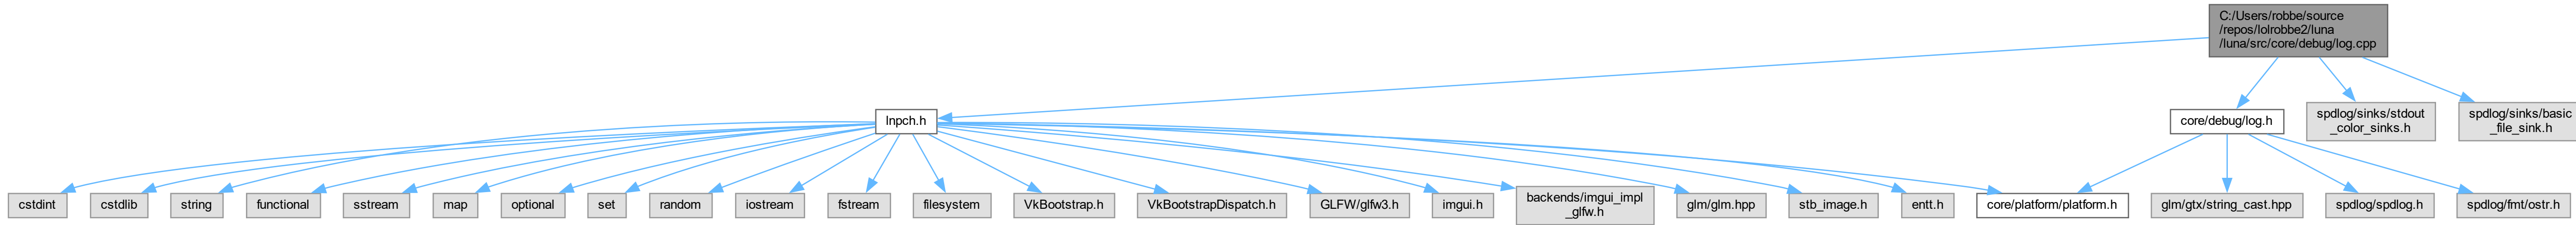 C:/Users/robbe/source
/repos/lolrobbe2/luna
/luna/src/core/debug/log.cpp
lnpch.h
core/debug/log.h
spdlog/sinks/stdout
_color_sinks.h
spdlog/sinks/basic
_file_sink.h
cstdint
cstdlib
string
functional
sstream
map
optional
set
random
iostream
fstream
filesystem
VkBootstrap.h
VkBootstrapDispatch.h
GLFW/glfw3.h
imgui.h
backends/imgui_impl
_glfw.h
glm/glm.hpp
stb_image.h
entt.h
core/platform/platform.h
glm/gtx/string_cast.hpp
spdlog/spdlog.h
spdlog/fmt/ostr.h